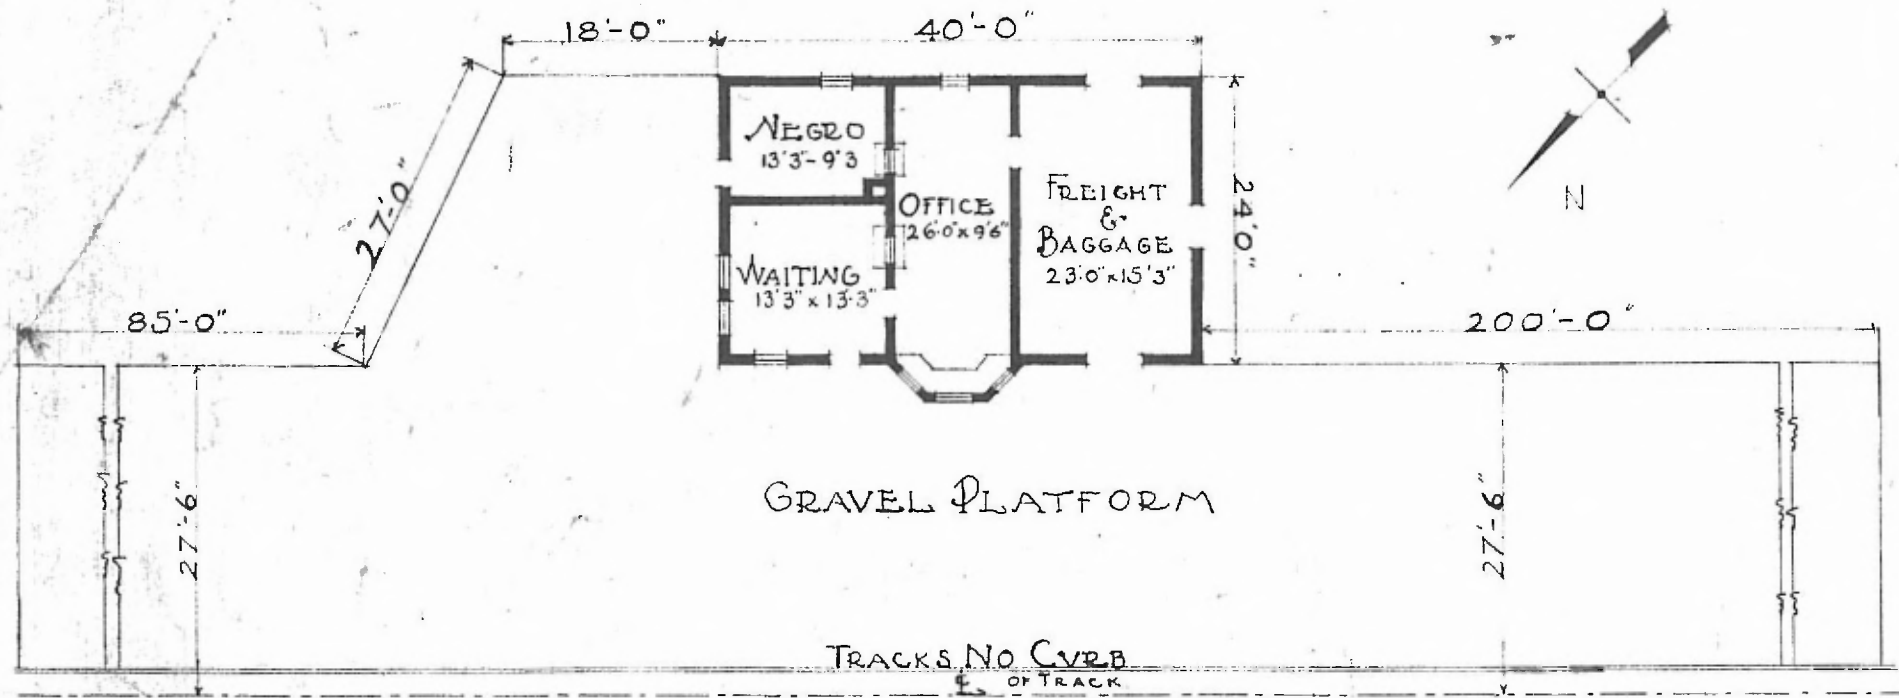 18'-0"
40'-0"
27'-0"
NEGRO
13'3"-9'3
OFFICE
26'0"x9'6"
FREIGHT
&
BAGGAGE
23'0"x15'3"
24'0"
N
WAITING
13'3"x13'3"
85'-0"
200'-0"
27'-6"
GRAVEL PLATFORM
27'-6"
TRACKS NO CVRB
℄ OF TRACK